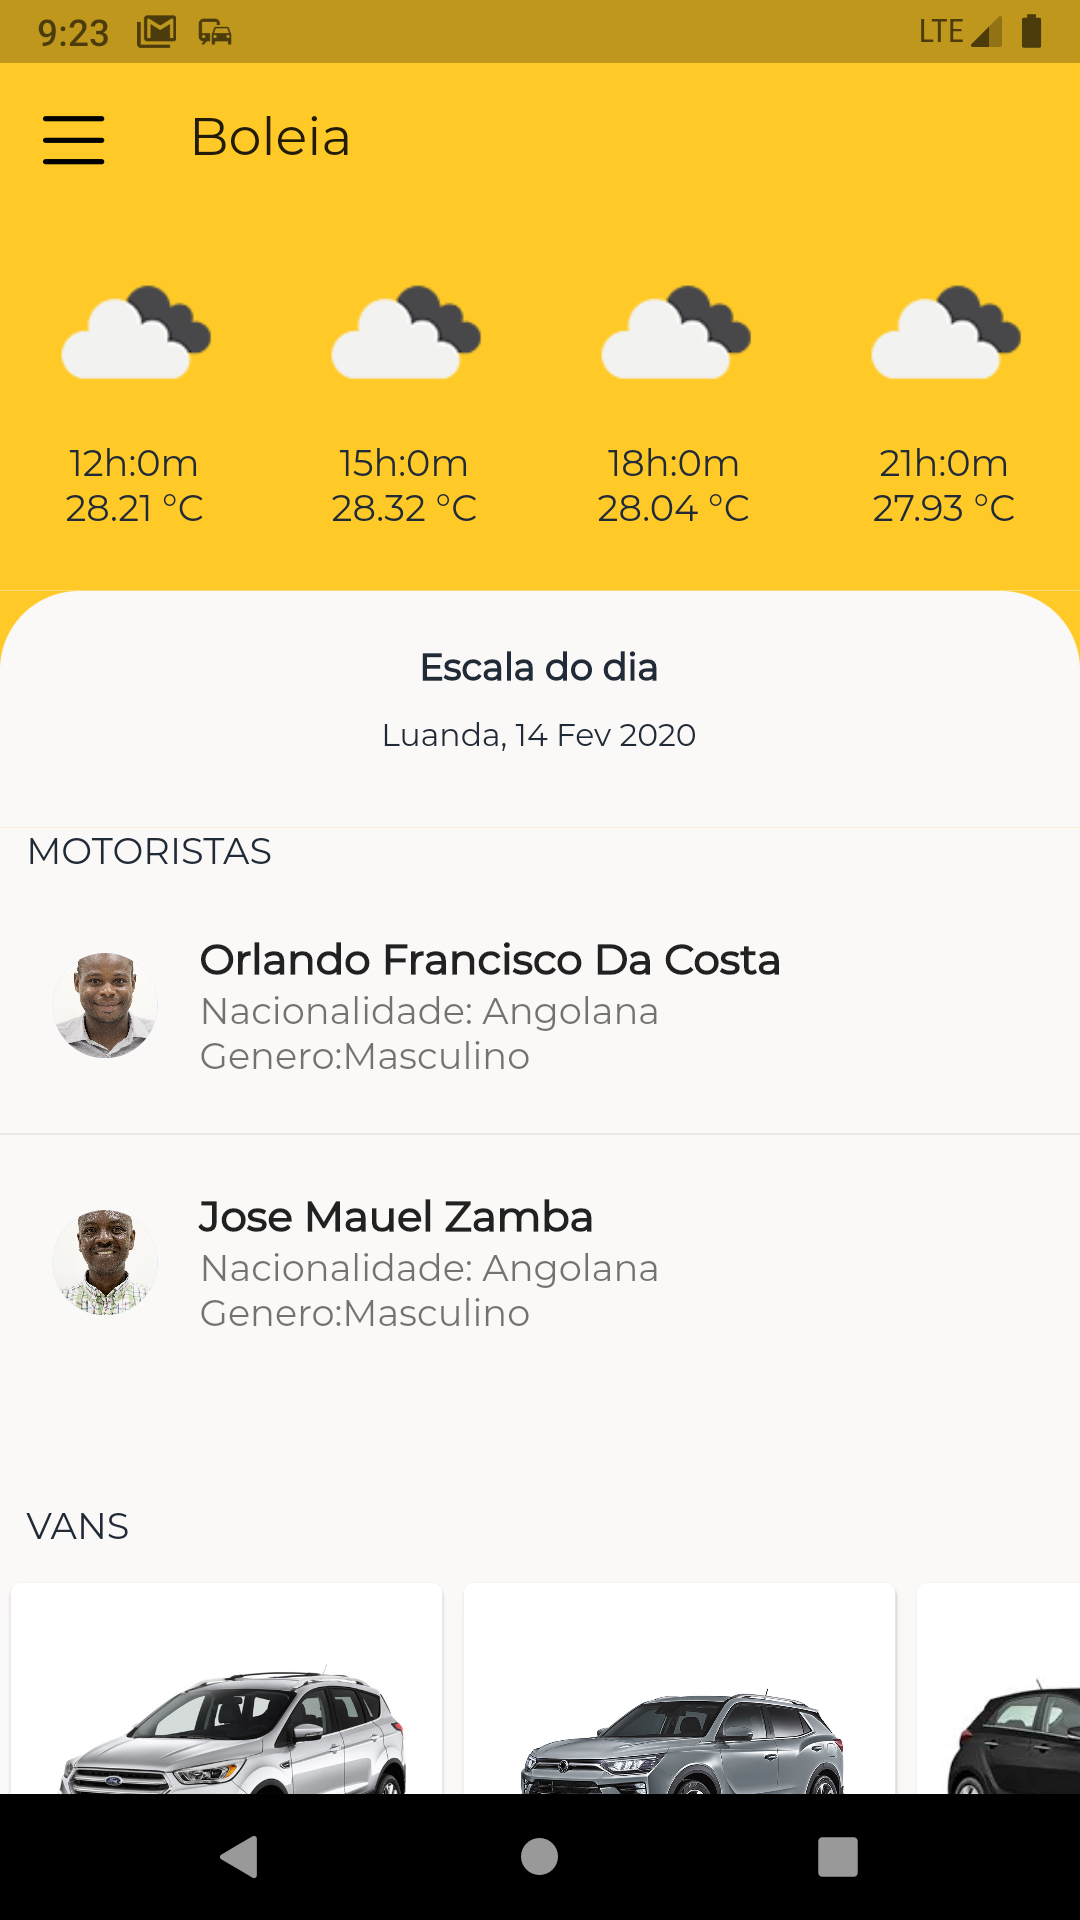 9:23
LTE
Boleia
12h:0m
28.21 °C
15h:0m
28.32 °C
18h:0m
28.04 °C
21h:0m
27.93 °C
Escala do dia
Luanda, 14 Fev 2020
MOTORISTAS
Orlando Francisco Da Costa
Nacionalidade: Angolana
Genero:Masculino
Jose Mauel Zamba
Nacionalidade: Angolana
Genero:Masculino
VANS